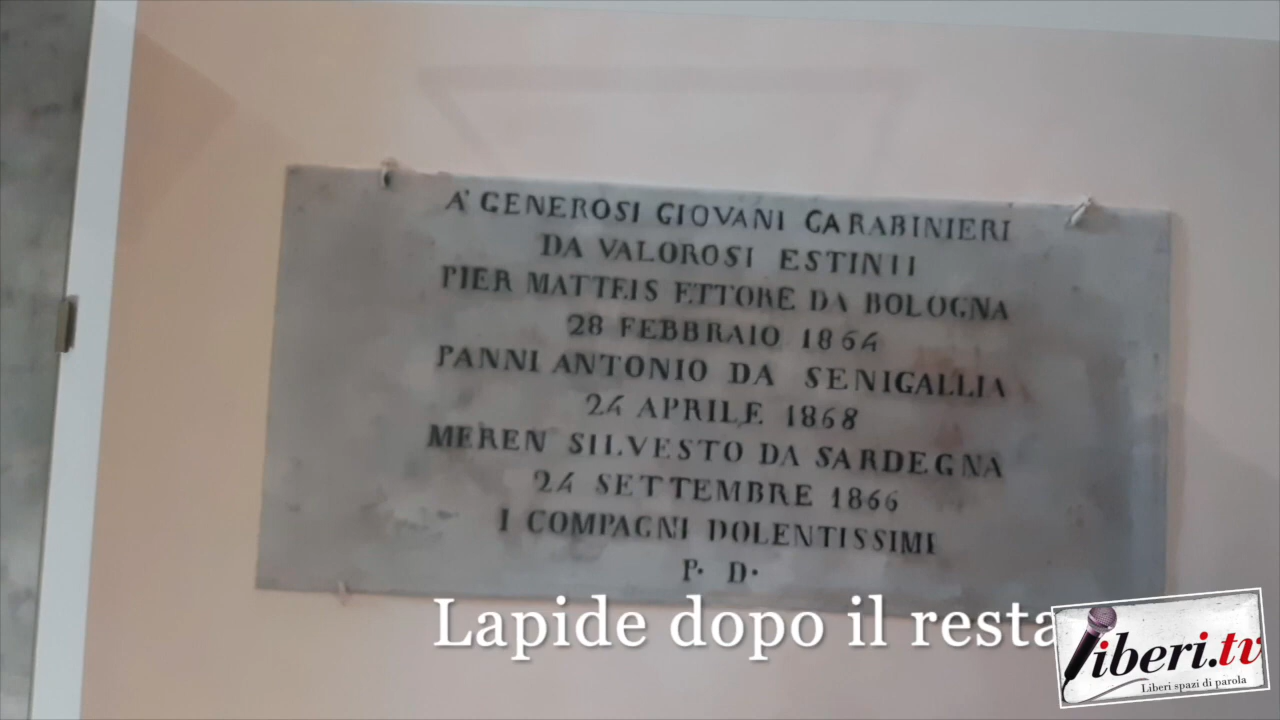 A' GENEROSI GIOVANI CARABINIERI
DA VALOROSI ESTINTI
PIER MATTEIS ETTORE DA BOLOGNA
28 FEBBRAIO 1864
PANNI ANTONIO DA SENIGALLIA
24 APRILE 1868
MEREN SILVESTO DA SARDEGNA
24 SETTEMBRE 1866
I COMPAGNI DOLENTISSIMI
P. D.
Lapide dopo il resta
liberi.tv
Liberi spazi di parola